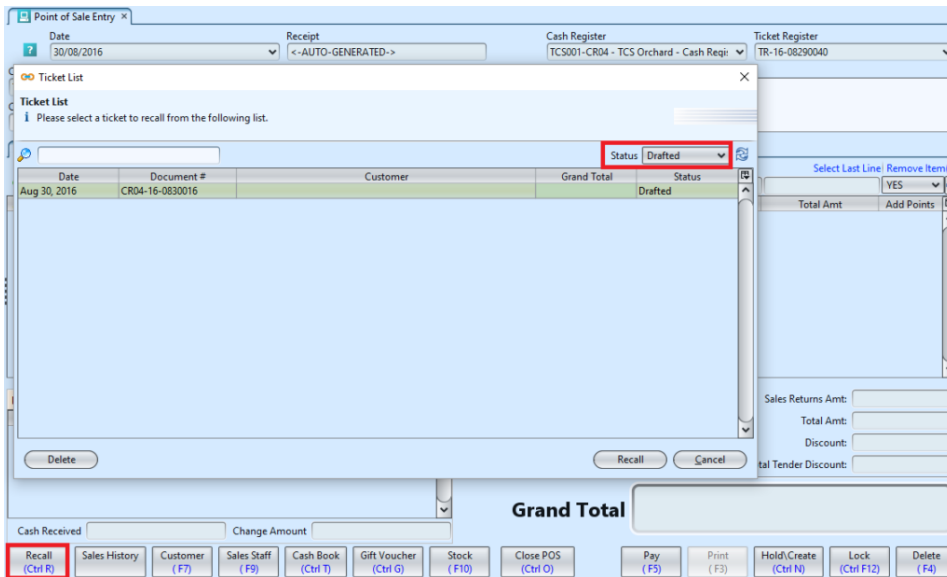 Point of Sale Entry ×
Date Receipt Cash Register Ticket Register
? 30/08/2016 <-AUTO-GENERATED-> TCS001-CR04 - TCS Orchard - Cash Regi: TR-16-08290040
Ticket List ×
Ticket List
i Please select a ticket to recall from the following list.
Status Drafted
Select Last Line Remove Item
YES
Date Document # Customer Grand Total Status
Total Amt Add Points
Aug 30, 2016 CR04-16-0830016 Drafted
Sales Returns Amt:
Total Amt:
Discount:
tal Tender Discount:
Delete Recall Cancel
Grand Total
Cash Received Change Amount
Recall Sales History Customer Sales Staff Cash Book Gift Voucher Stock Close POS Pay Print Hold\Create Lock Delete
(Ctrl R) ( F7) ( F9) (Ctrl T) (Ctrl G) ( F10) (Ctrl O) ( F5) ( F3) (Ctrl N) (Ctrl F12) ( F4)